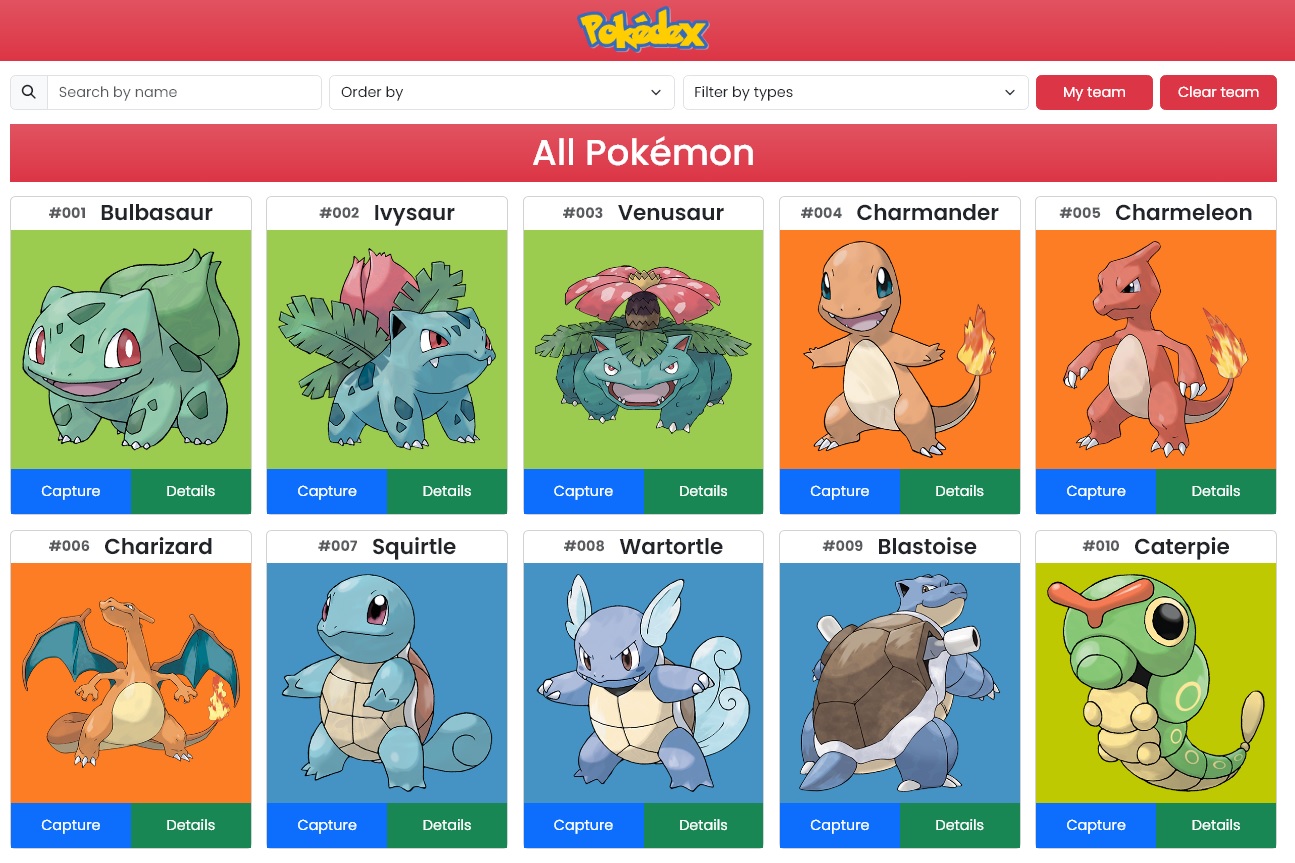 Pokédex
Search by name Order by Filter by types My team Clear team
All Pokémon
#001 Bulbasaur #002 Ivysaur #003 Venusaur #004 Charmander #005 Charmeleon
Capture Details Capture Details Capture Details Capture Details Capture Details
#006 Charizard #007 Squirtle #008 Wartortle #009 Blastoise #010 Caterpie
Capture Details Capture Details Capture Details Capture Details Capture Details